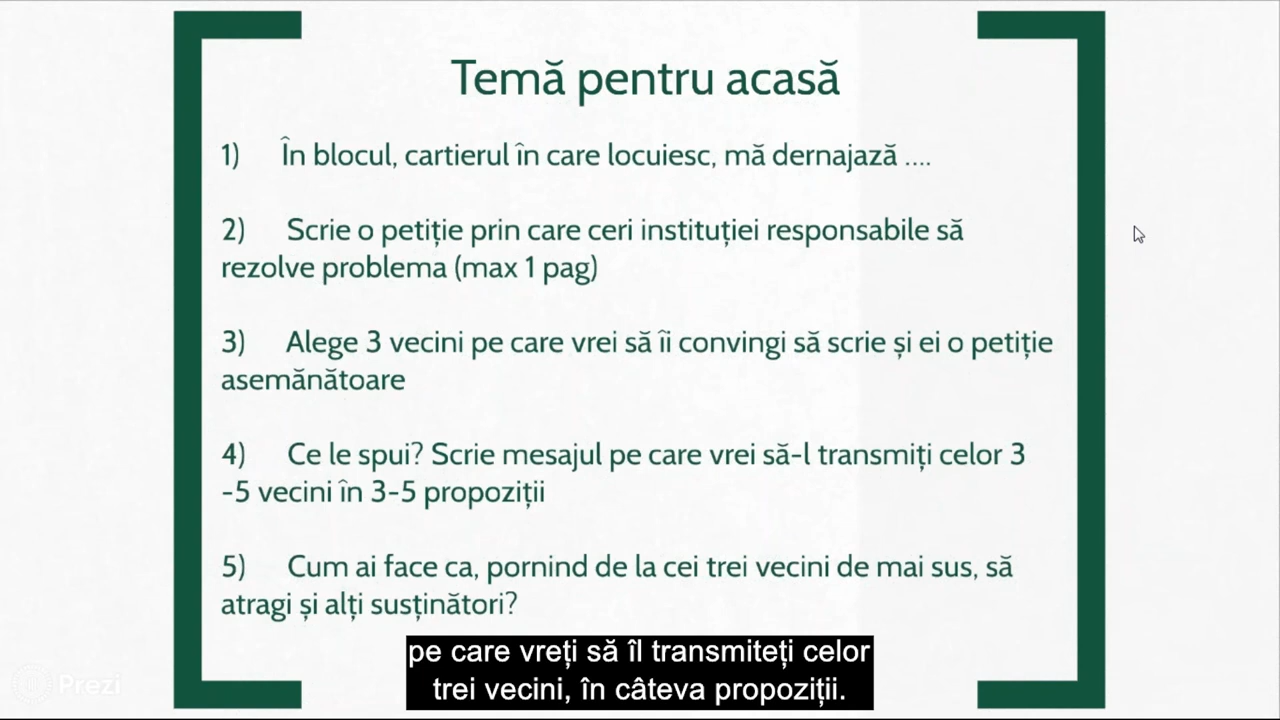 Temă pentru acasă
1) În blocul, cartierul în care locuiesc, mă dernajază ....
2) Scrie o petiție prin care ceri instituției responsabile să
rezolve problema (max 1 pag)
3) Alege 3 vecini pe care vrei să îi convingi să scrie și ei o petiție
asemănătoare
4) Ce le spui? Scrie mesajul pe care vrei să-l transmiți celor 3
-5 vecini în 3-5 propoziții
5) Cum ai face ca, pornind de la cei trei vecini de mai sus, să
atragi și alți susținători?
pe care vreți să îl transmiteți celor
trei vecini, în câteva propoziții.
Prezi